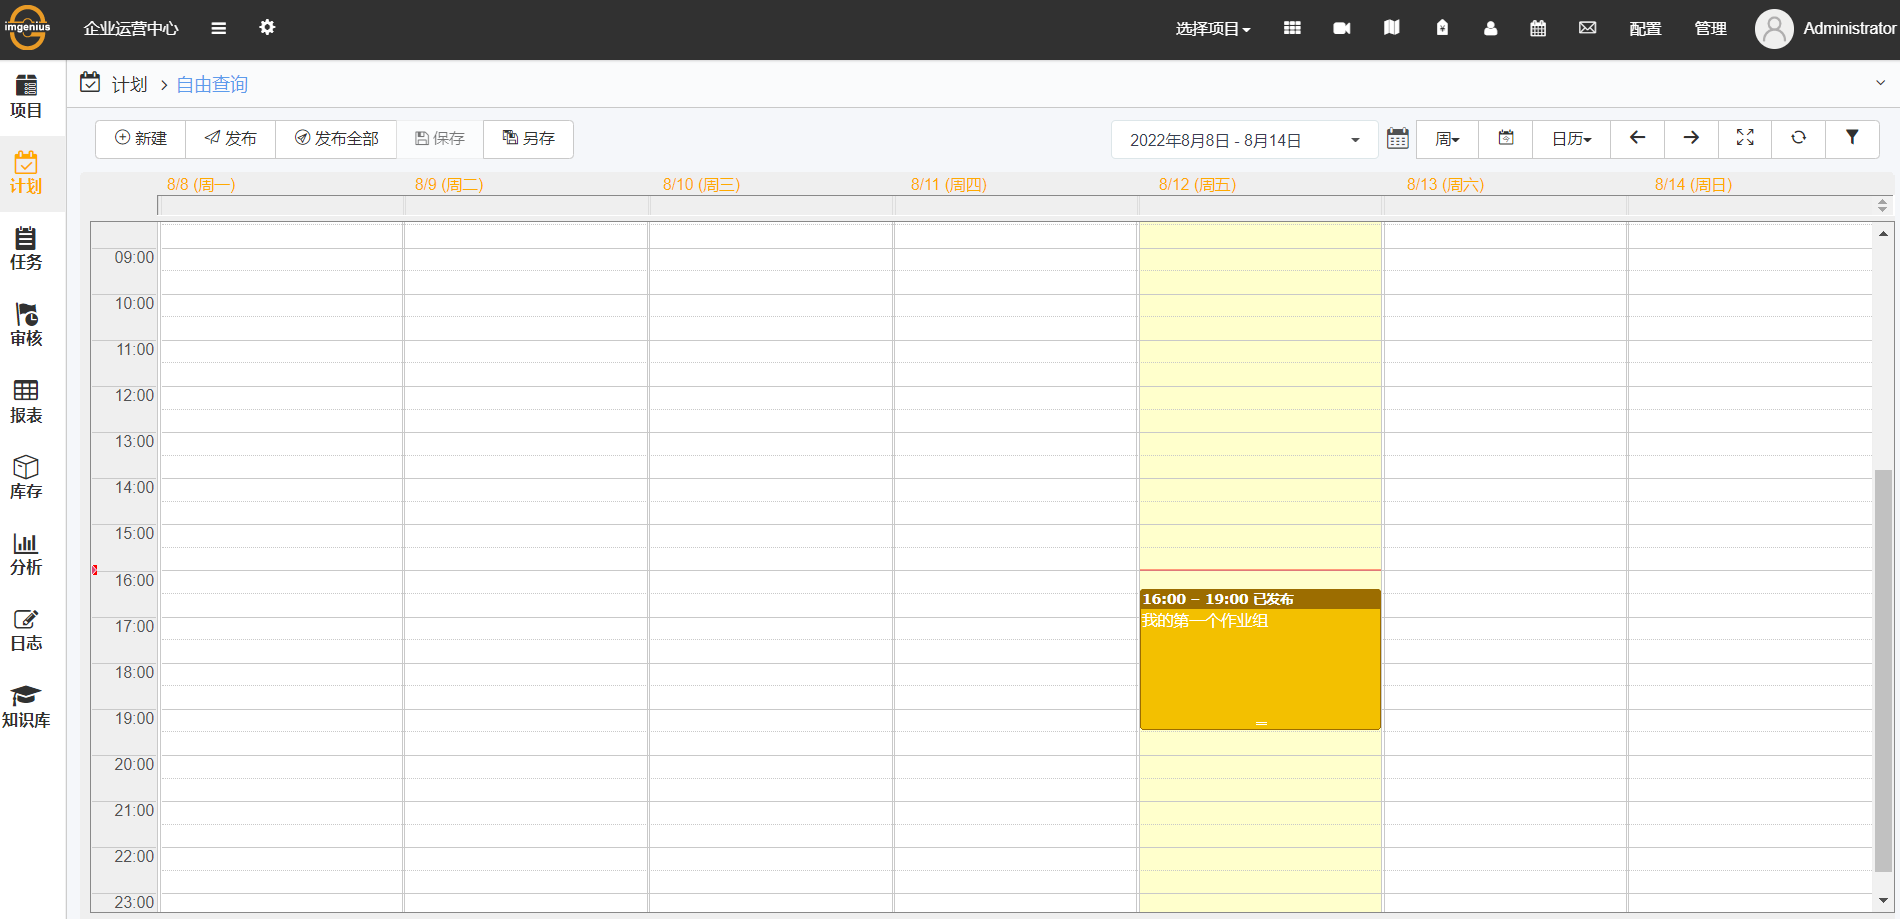 imgenius
企业运营中心
选择项目
配置
管理
Administrator
项目
计划
任务
审核
报表
库存
分析
日志
知识库
计划 > 自由查询
新建
发布
发布全部
保存
另存
2022年8月8日 - 8月14日
周
日历
8/8 (周一)
8/9 (周二)
8/10 (周三)
8/11 (周四)
8/12 (周五)
8/13 (周六)
8/14 (周日)
09:00
10:00
11:00
12:00
13:00
14:00
15:00
16:00
17:00
18:00
19:00
20:00
21:00
22:00
23:00
16:00 – 19:00 已发布
我的第一个作业组